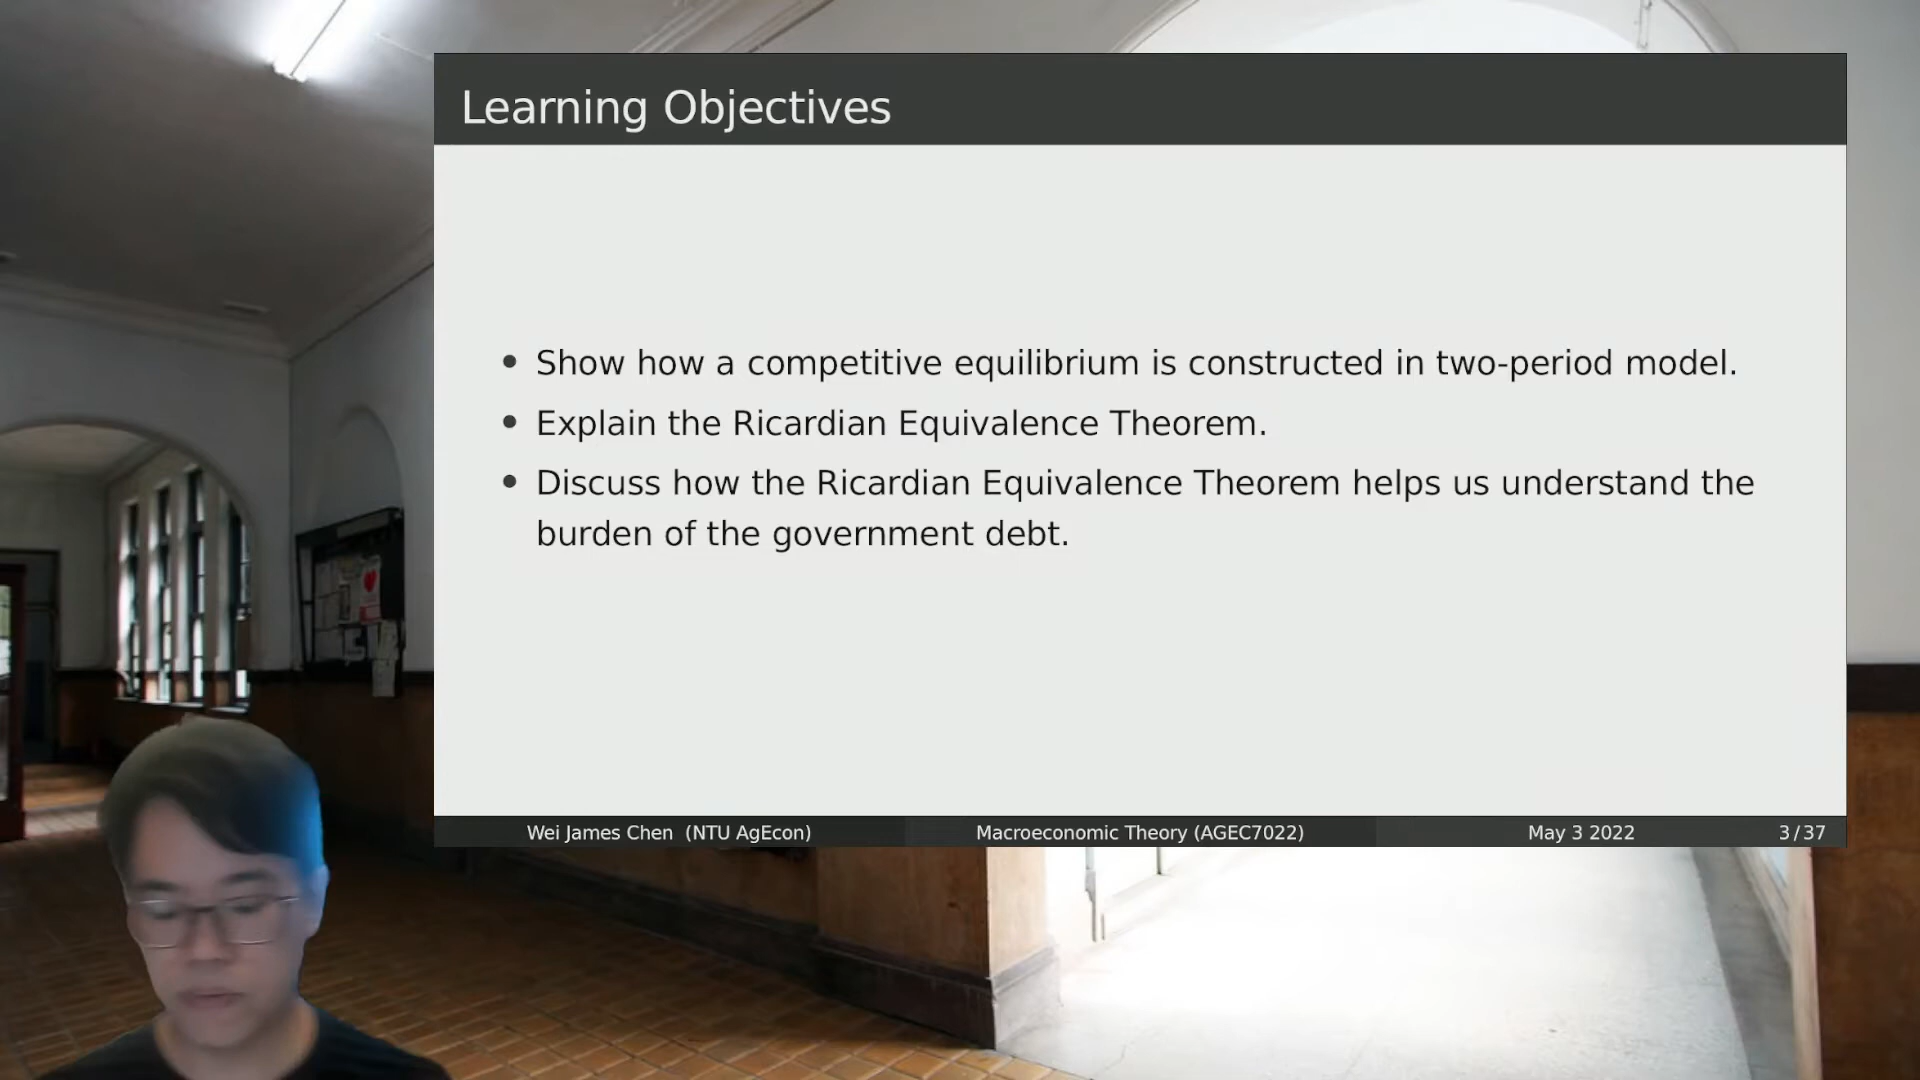 Learning Objectives
• Show how a competitive equilibrium is constructed in two-period model.
• Explain the Ricardian Equivalence Theorem.
• Discuss how the Ricardian Equivalence Theorem helps us understand the
burden of the government debt.
Wei James Chen (NTU AgEcon) Macroeconomic Theory (AGEC7022) May 3 2022 3/37